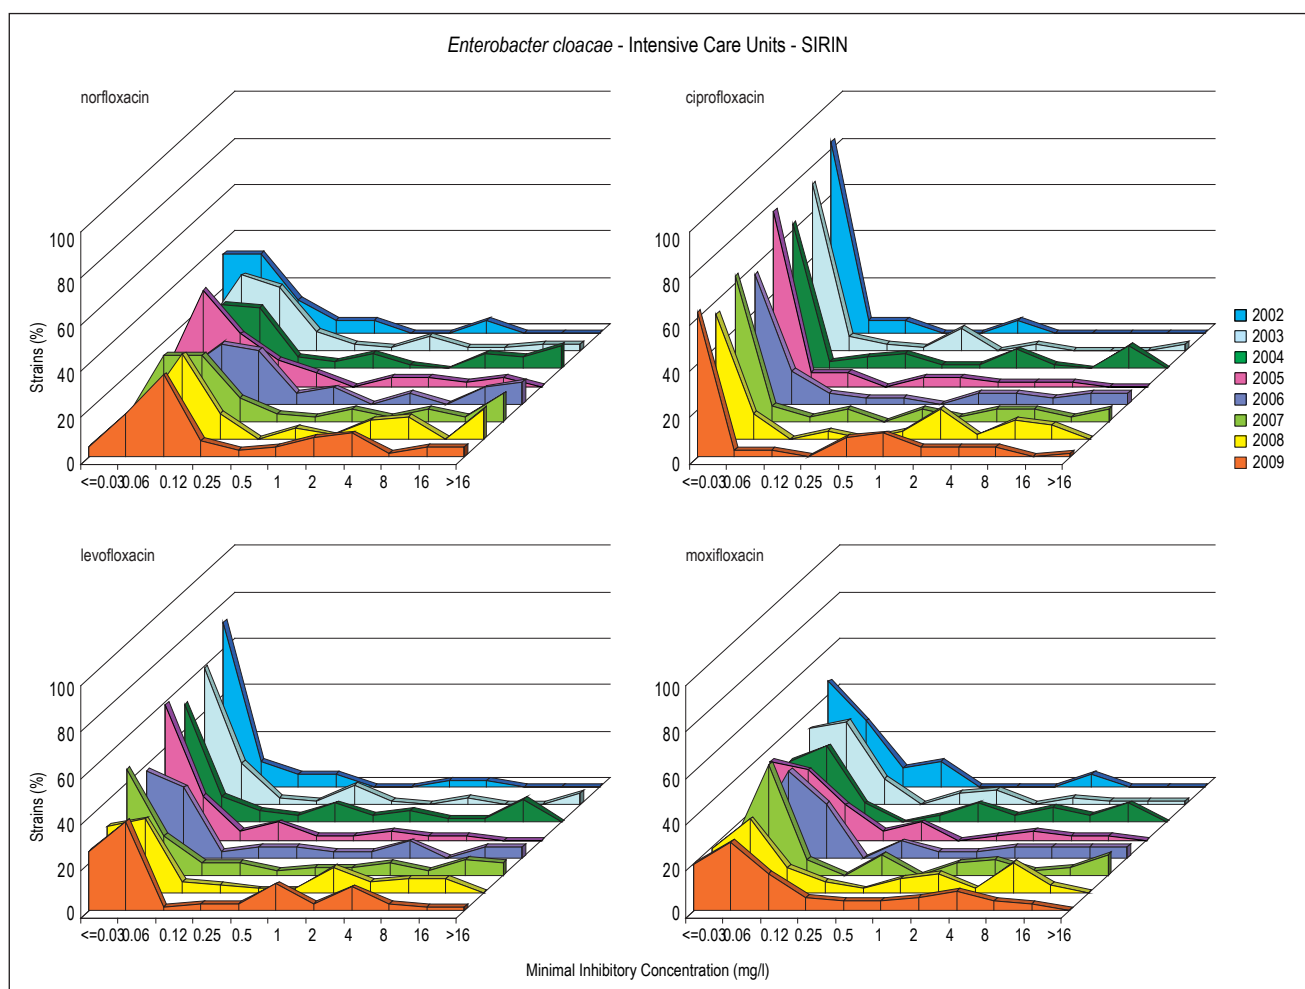 Enterobacter cloacae - Intensive Care Units - SIRIN
norfloxacin
ciprofloxacin
100
80
60
40
20
0
Strains (%)
<=0.03 0.06 0.12 0.25 0.5 1 2 4 8 16 >16
100
80
60
40
20
0
<=0.03 0.06 0.12 0.25 0.5 1 2 4 8 16 >16
2002
2003
2004
2005
2006
2007
2008
2009
levofloxacin
moxifloxacin
100
80
60
40
20
0
Strains (%)
<=0.03 0.06 0.12 0.25 0.5 1 2 4 8 16 >16
100
80
60
40
20
0
<=0.03 0.06 0.12 0.25 0.5 1 2 4 8 16 >16
Minimal Inhibitory Concentration (mg/l)